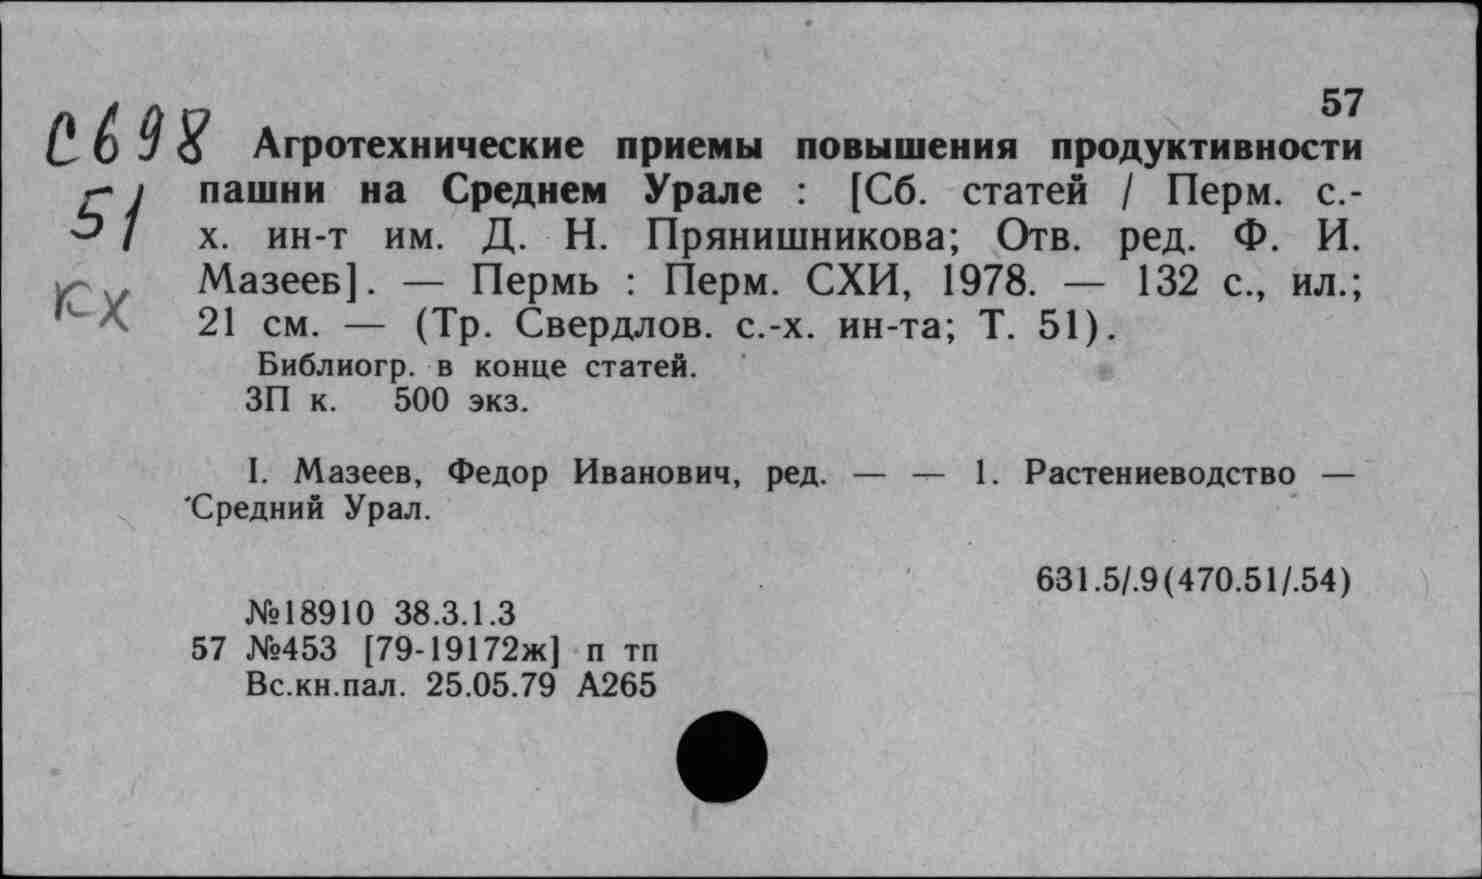 57
С698 Агротехнические приемы повышения продуктивности
51 пашни на Среднем Урале : [Сб. статей / Перм. с.-
х. ин-т им. Д. Н. Прянишникова; Отв. ред. Ф. И.
кх Мазеев]. — Пермь : Перм. СХИ, 1978. — 132 с., ил.;
21 см. — (Тр. Свердлов. с.-х. ин-та; Т. 51).
Библиогр. в конце статей.
ЗП к. 500 экз.
I. Мазеев, Федор Иванович, ред. — — 1. Растениеводство —
Средний Урал.
631.5/.9(470.51/.54)
№18910 38.3.1.3
57 №453 [79-19172ж] п тп
Вс.кн.пал. 25.05.79 А265